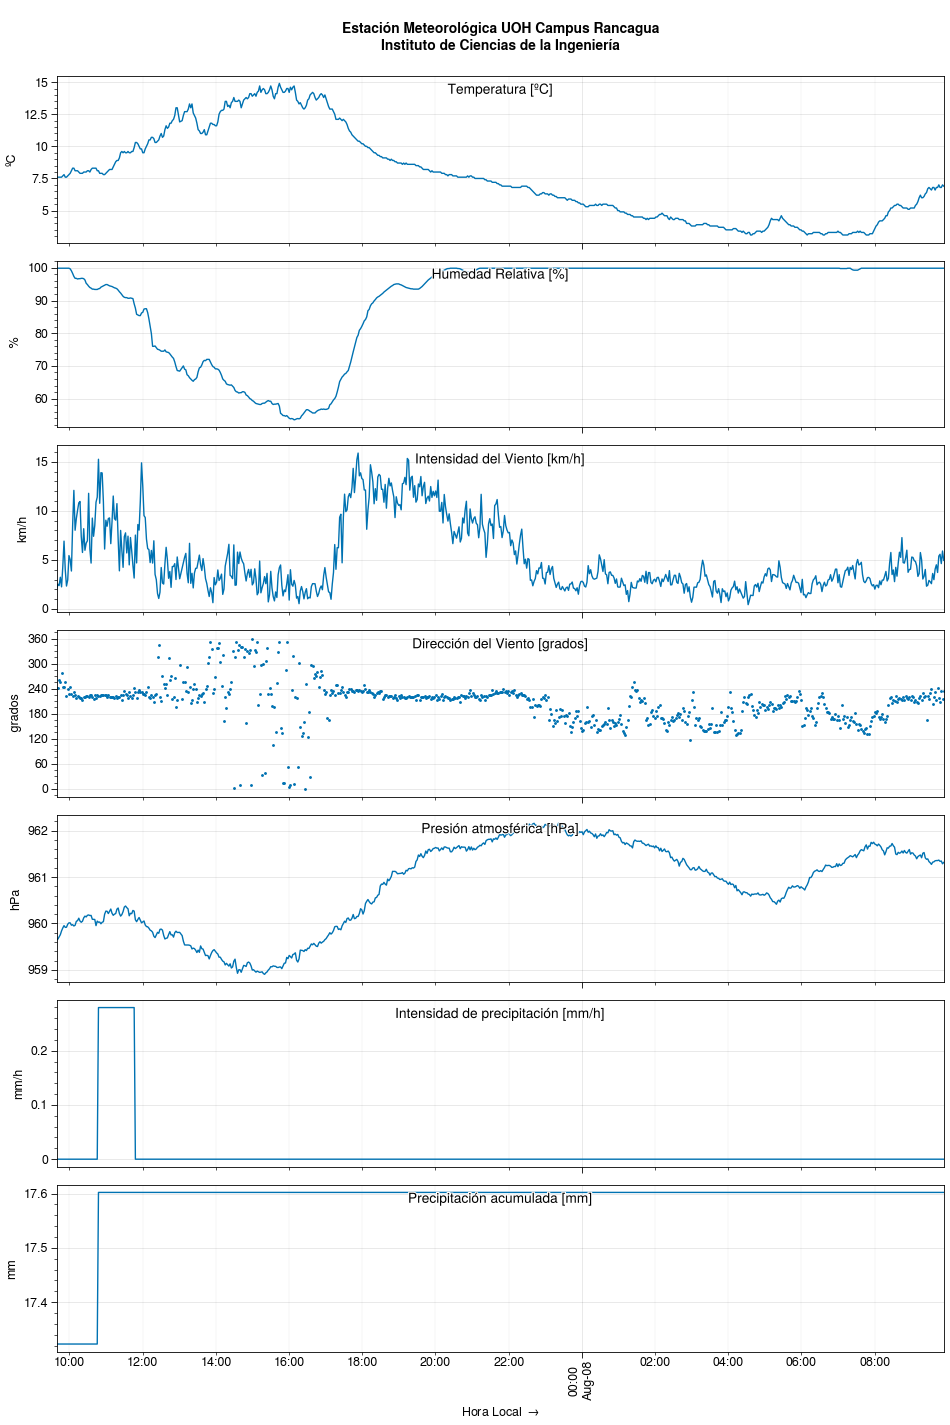 Estación Meteorológica UOH Campus Rancagua
Instituto de Ciencias de la Ingeniería
Temperatura [ºC]
ºC
15
12.5
10
7.5
5
Humedad Relativa [%]
%
100
90
80
70
60
Intensidad del Viento [km/h]
km/h
15
10
5
0
Dirección del Viento [grados]
grados
360
300
240
180
120
60
0
Presión atmosférica [hPa]
hPa
962
961
960
959
Intensidad de precipitación [mm/h]
mm/h
0.2
0.1
0
Precipitación acumulada [mm]
mm
17.6
17.5
17.4
10:00 12:00 14:00 16:00 18:00 20:00 22:00 00:00 02:00 04:00 06:00 08:00
Aug-08
Hora Local →